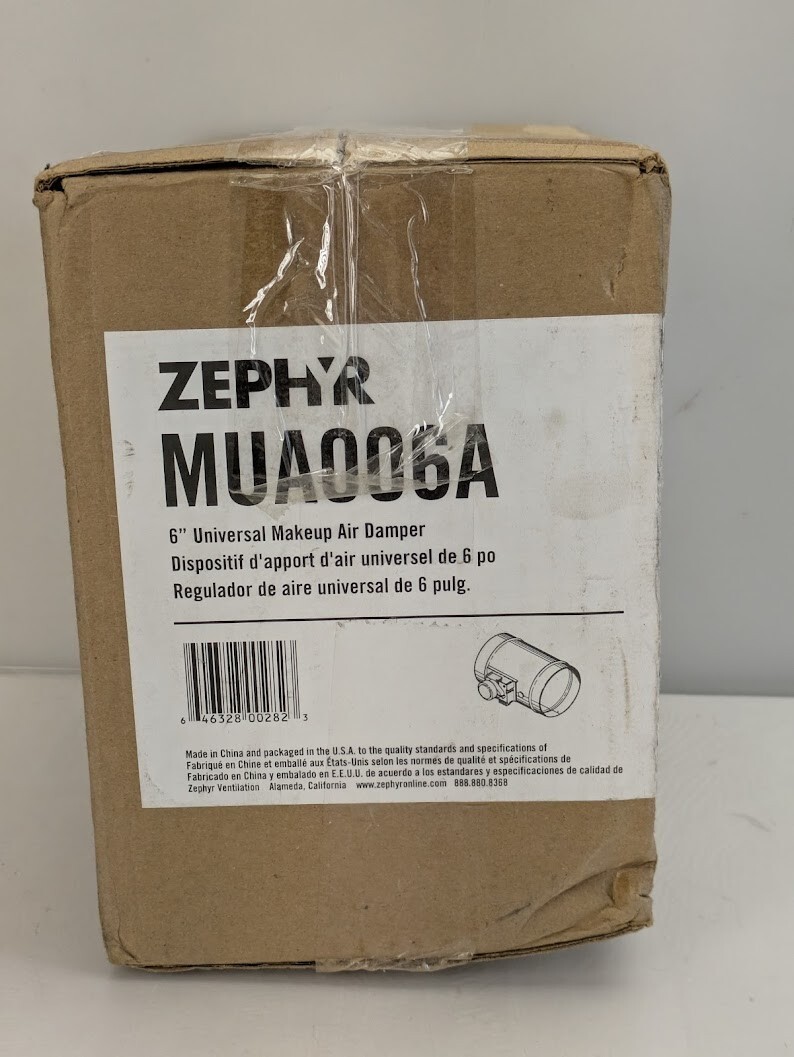 ZEPHYR
MUA006A
6" Universal Makeup Air Damper
Dispositif d'apport d'air universel de 6 po
Regulador de aire universal de 6 pulg.
6 46328 00282 3
Made in China and packaged in the U.S.A. to the quality standards and specifications of
Fabriqué en Chine et emballé aux États-Unis selon les normes de qualité et spécifications de
Fabricado en China y embalado en E.E.U.U. de acuerdo a los estandares y especificaciones de calidad de
Zephyr Ventilation Alameda, California www.zephyronline.com 888.880.8368